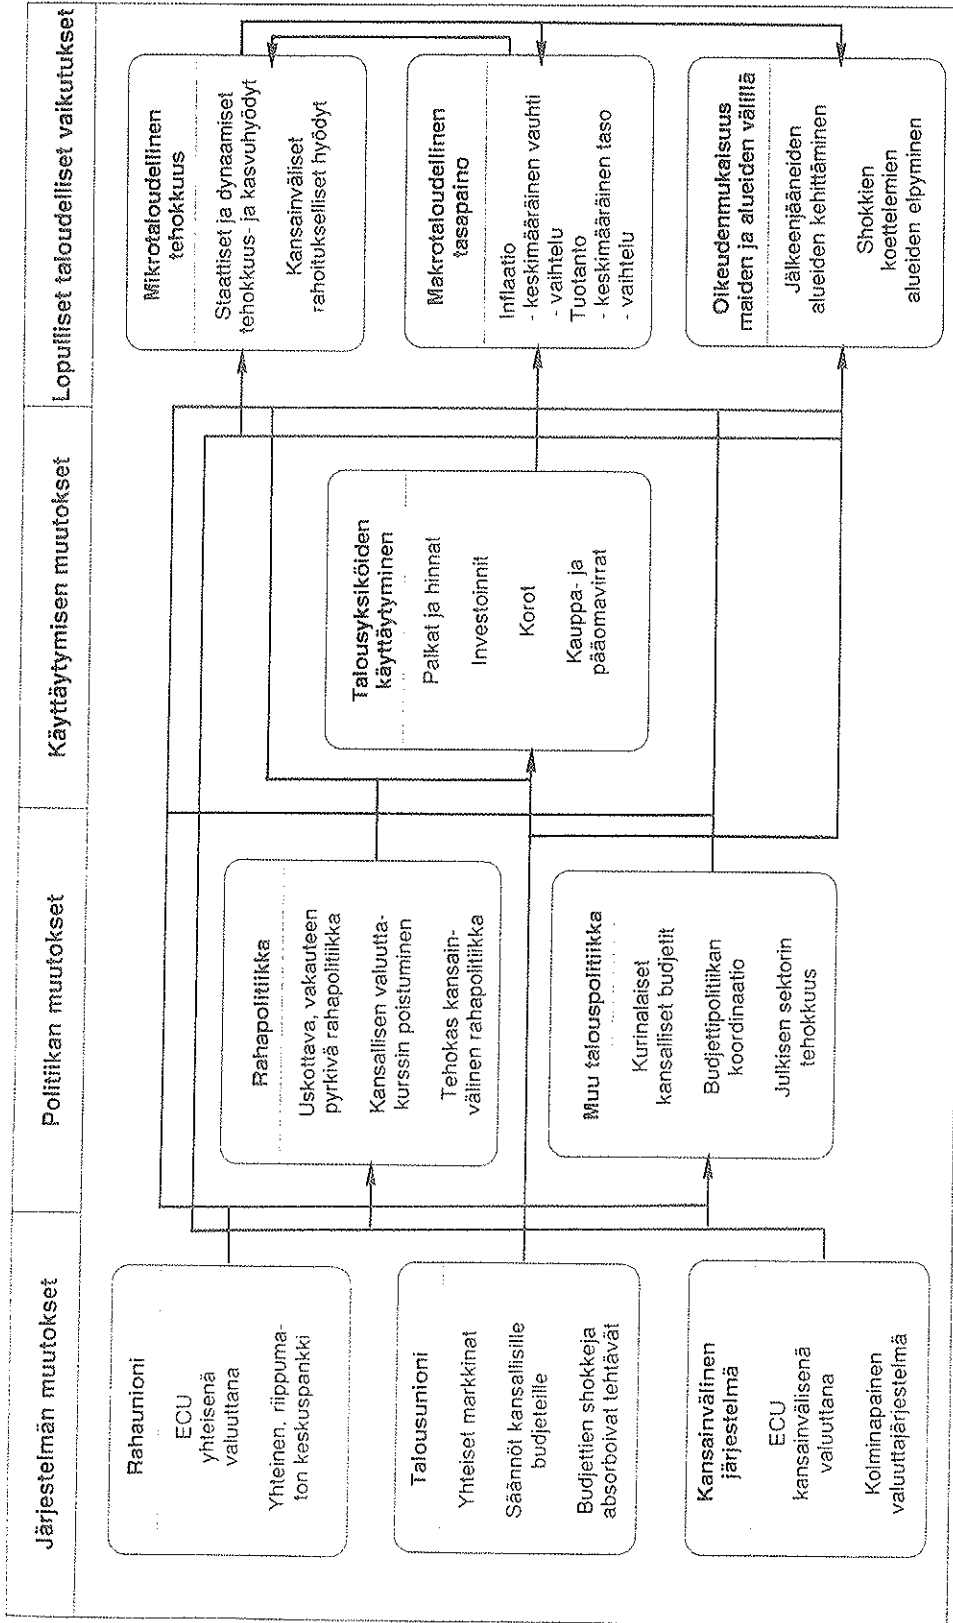 Järjestelmän muutokset
Politiikan muutokset
Käyttäytymisen muutokset
Lopulliset taloudelliset vaikutukset
Rahaunioni
ECU
yhteisenä
valuuttana
Yhteinen, riippuma-
ton keskuspankki
Talousunioni
Yhteiset markkinat
Säännöt kansallisille
budjeteille
Budjettien shokkeja
absorboivat tehtävät
Kansainvälinen
järjestelmä
ECU
kansainvälisenä
valuuttana
Kolminapainen
valuuttajärjestelmä
Rahapolitiikka
Uskottava, vakauteen
pyrkivä rahapolitiikka
Kansallisen valuutta-
kurssin poistuminen
Tehokas kansain-
välinen rahapolitiikka
Muu talouspolitiikka
Kurinalaiset
kansalliset budjetit
Budjettipolitiikan
koordinaatio
Julkisen sektorin
tehokkuus
Talousyksiköiden
käyttäytyminen
Palkat ja hinnat
Investoinnit
Korot
Kauppa- ja
pääomavirrat
Mikrotaloudellinen
tehokkuus
Staattiset ja dynaamiset
tehokkuus- ja kasvuhyödyt
Kansainväliset
rahoitukselliset hyödyt
Makrotaloudellinen
tasapaino
Inflaatio
- keskimääräinen vauhti
- vaihtelu
Tuotanto
- keskimääräinen taso
- vaihtelu
Oikeudenmukaisuus
maiden ja alueiden välillä
Jälkeenjääneiden
alueiden kehittäminen
Shokkien
koettelemien
alueiden elpyminen